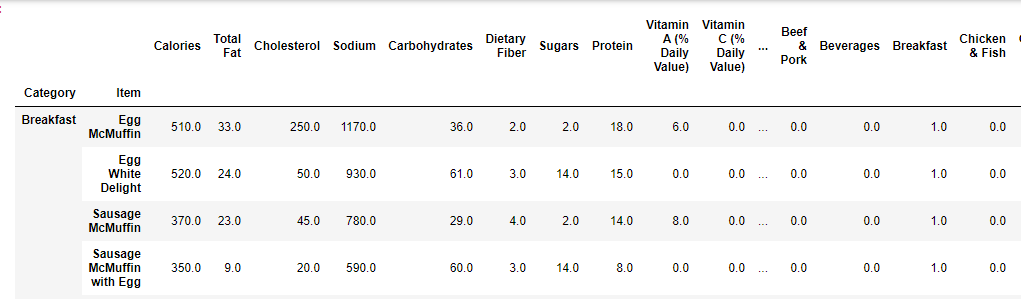 Calories Total Fat Cholesterol Sodium Carbohydrates Dietary Fiber Sugars Protein Vitamin A (% Daily Value) Vitamin C (% Daily Value) ... Beef & Pork Beverages Breakfast Chicken & Fish
Category Item
Breakfast Egg McMuffin 510.0 33.0 250.0 1170.0 36.0 2.0 2.0 18.0 6.0 0.0 ... 0.0 0.0 1.0 0.0
Egg White Delight 520.0 24.0 50.0 930.0 61.0 3.0 14.0 15.0 0.0 0.0 ... 0.0 0.0 1.0 0.0
Sausage McMuffin 370.0 23.0 45.0 780.0 29.0 4.0 2.0 14.0 8.0 0.0 ... 0.0 0.0 1.0 0.0
Sausage McMuffin with Egg 350.0 9.0 20.0 590.0 60.0 3.0 14.0 8.0 0.0 0.0 ... 0.0 0.0 1.0 0.0